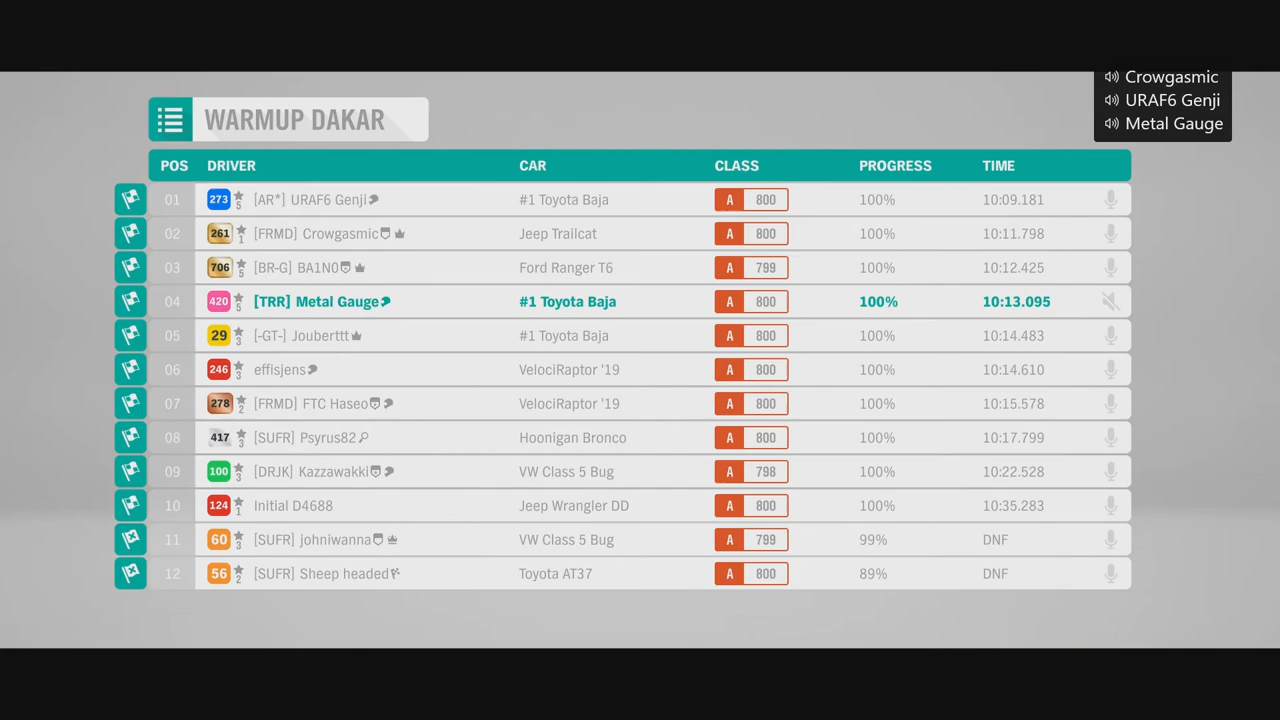 Crowgasmic
URAF6 Genji
Metal Gauge
WARMUP DAKAR
POS DRIVER CAR CLASS PROGRESS TIME
01 273 5 [AR*] URAF6 Genji #1 Toyota Baja A 800 100% 10:09.181
02 261 1 [FRMD] Crowgasmic Jeep Trailcat A 800 100% 10:11.798
03 706 5 [BR-G] BA1N0 Ford Ranger T6 A 799 100% 10:12.425
04 420 5 [TRR] Metal Gauge #1 Toyota Baja A 800 100% 10:13.095
05 29 3 [-GT-] Jouberttt #1 Toyota Baja A 800 100% 10:14.483
06 246 3 effisjens VelociRaptor '19 A 800 100% 10:14.610
07 278 2 [FRMD] FTC Haseo VelociRaptor '19 A 800 100% 10:15.578
08 417 3 [SUFR] Psyrus82 Hoonigan Bronco A 800 100% 10:17.799
09 100 3 [DRJK] Kazzawakki VW Class 5 Bug A 798 100% 10:22.528
10 124 1 Initial D4688 Jeep Wrangler DD A 800 100% 10:35.283
11 60 3 [SUFR] johniwanna VW Class 5 Bug A 799 99% DNF
12 56 2 [SUFR] Sheep headed Toyota AT37 A 800 89% DNF